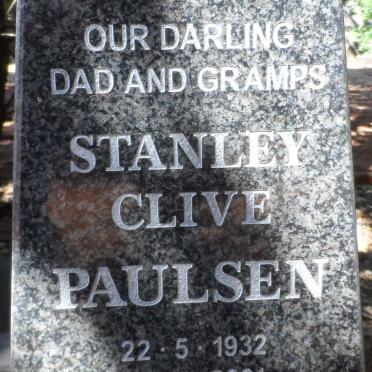 OUR DARLING
DAD AND GRAMPS
STANLEY
CLIVE
PAULSEN
22 · 5 · 1932